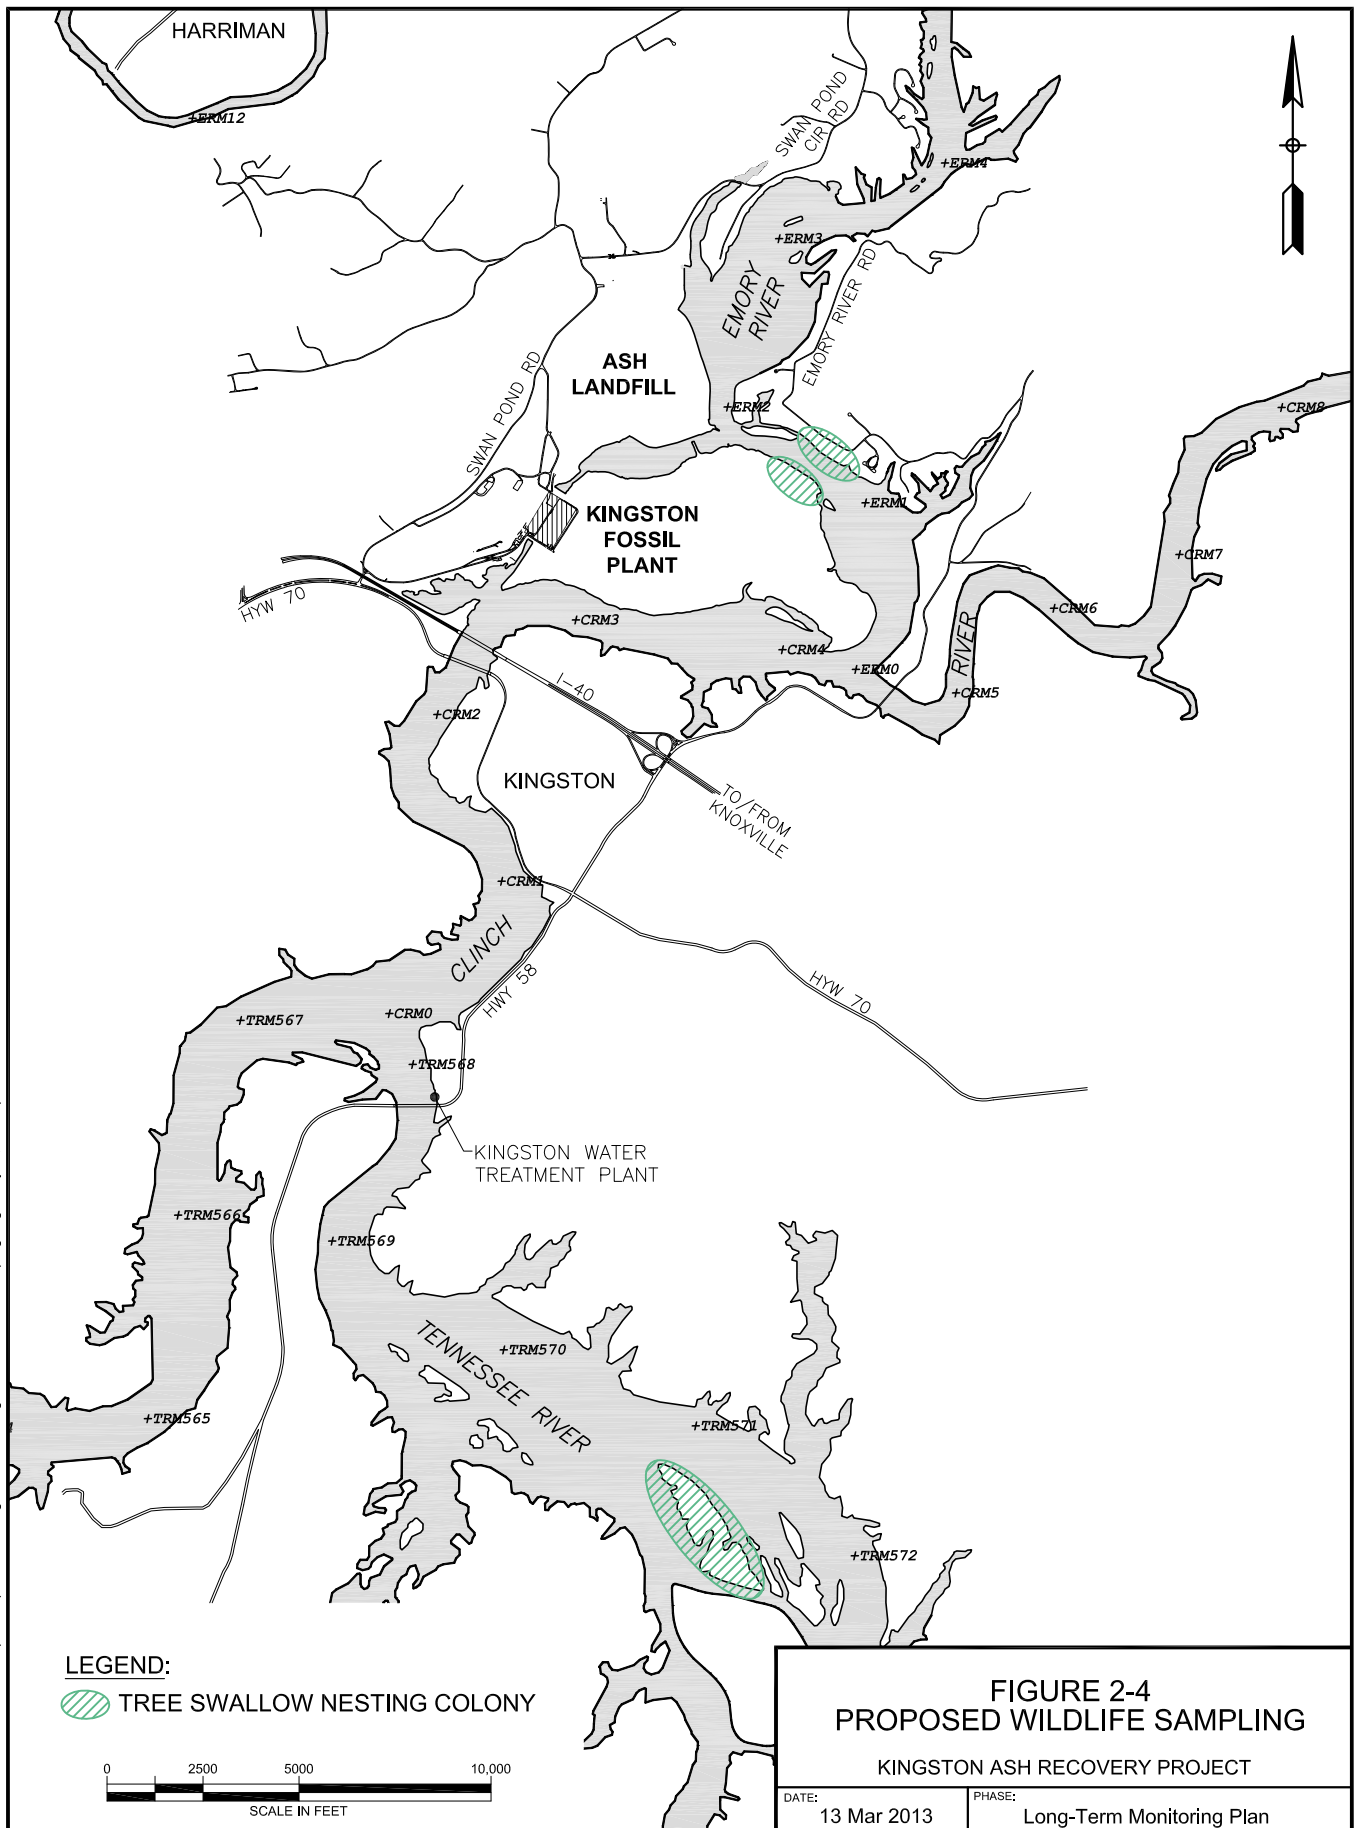 HARRIMAN
+ERM12
SWAN POND
CIR RD
+ERM4
+ERM3
EMORY
RIVER
EMORY RIVER RD
ASH
LANDFILL
SWAN POND RD
+ERM2
+CRM8
+ERM1
KINGSTON
FOSSIL
PLANT
+CRM7
HYW 70
+CRM3
+CRM6
RIVER
+CRM4
+ERM0
I-40
+CRM5
+CRM2
KINGSTON
TO/FROM
KNOXVILLE
+CRM1
CLINCH
HWY 58
HYW 70
+TRM567
+CRM0
+TRM568
KINGSTON WATER
TREATMENT PLANT
+TRM566
+TRM569
TENNESSEE RIVER
+TRM570
+TRM565
+TRM571
+TRM572
LEGEND:
TREE SWALLOW NESTING COLONY
0 2500 5000 10,000
SCALE IN FEET
FIGURE 2-4
PROPOSED WILDLIFE SAMPLING
KINGSTON ASH RECOVERY PROJECT
DATE:
13 Mar 2013
PHASE:
Long-Term Monitoring Plan